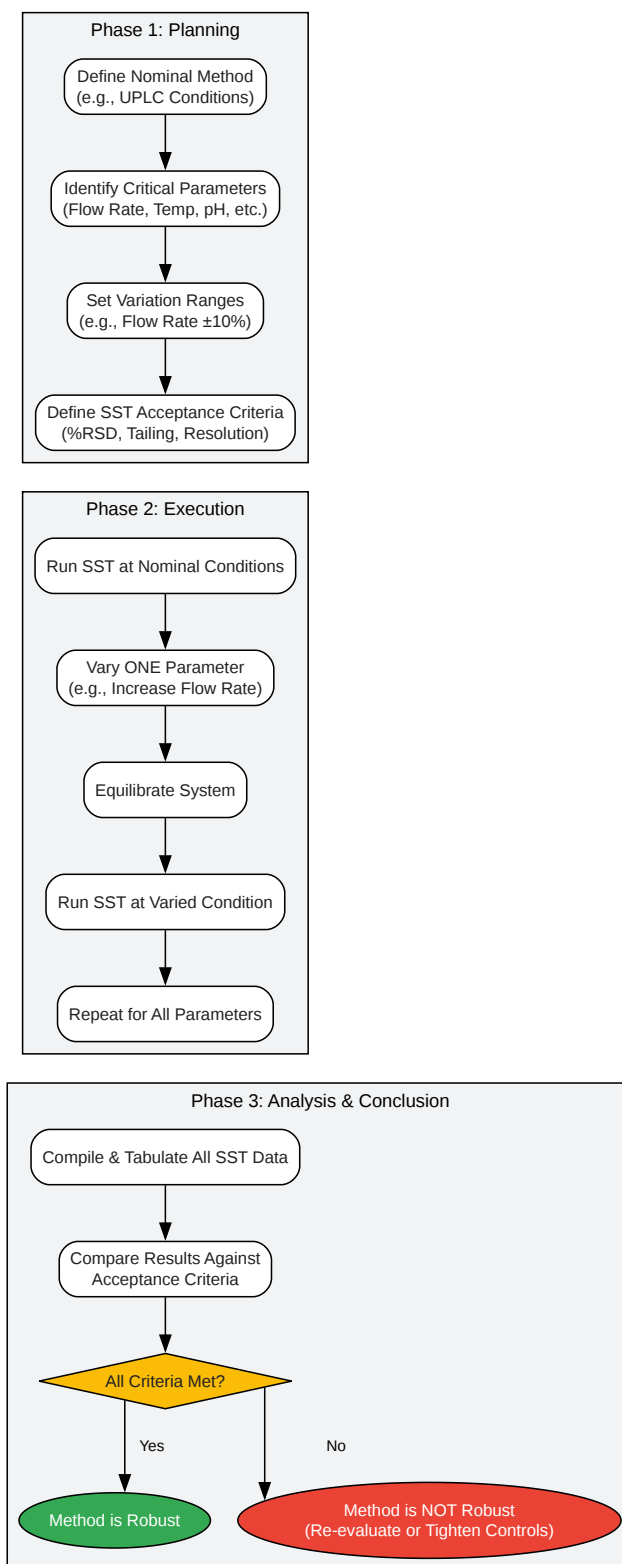 Phase 1: Planning
Define Nominal Method
(e.g., UPLC Conditions)
Identify Critical Parameters
(Flow Rate, Temp, pH, etc.)
Set Variation Ranges
(e.g., Flow Rate ±10%)
Define SST Acceptance Criteria
(%RSD, Tailing, Resolution)
Phase 2: Execution
Run SST at Nominal Conditions
Vary ONE Parameter
(e.g., Increase Flow Rate)
Equilibrate System
Run SST at Varied Condition
Repeat for All Parameters
Phase 3: Analysis & Conclusion
Compile & Tabulate All SST Data
Compare Results Against
Acceptance Criteria
All Criteria Met?
Yes
No
Method is Robust
Method is NOT Robust
(Re-evaluate or Tighten Controls)